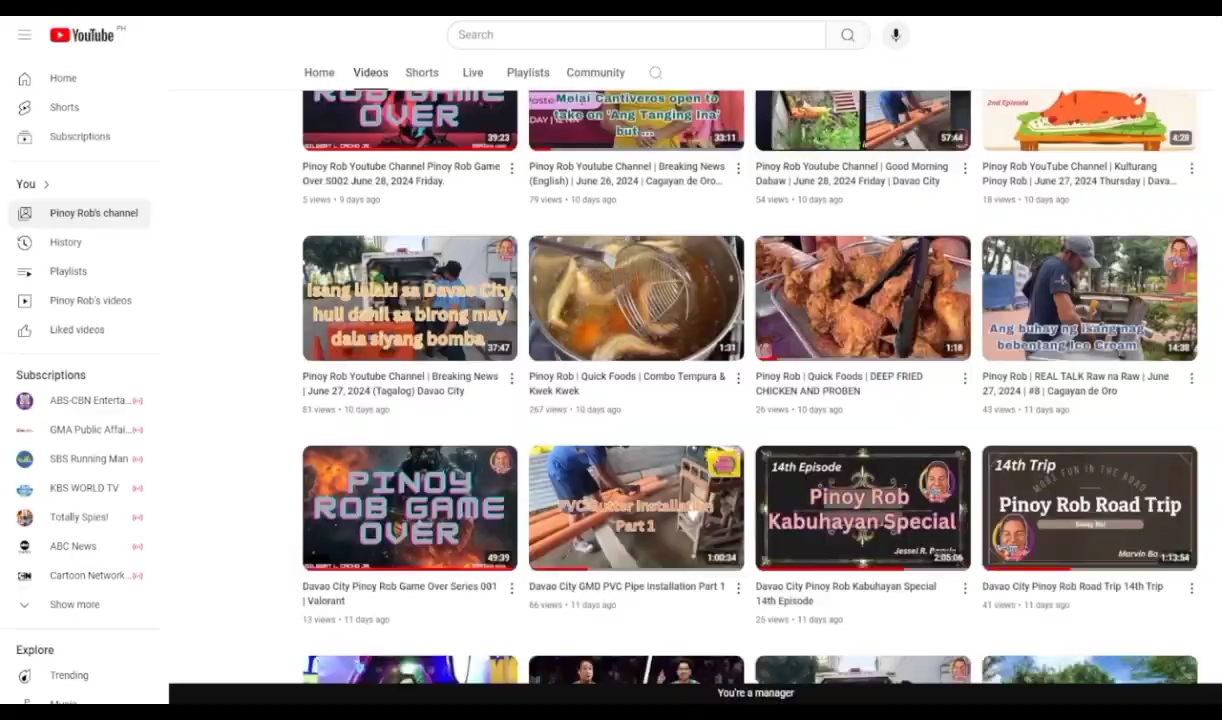 YouTube PH
Search
Home
Videos
Shorts
Live
Playlists
Community
Home
Shorts
Subscriptions
You
Pinoy Rob's channel
History
Playlists
Pinoy Rob's videos
Liked videos
Subscriptions
ABS-CBN Enterta...
GMA Public Affai...
SBS Running Man
KBS WORLD TV
Totally Spies!
ABC News
Cartoon Network...
Show more
Explore
Trending
Music
ROB GAME
OVER
39:23
Pinoy Rob Youtube Channel Pinoy Rob Game
Over S002 June 28, 2024 Friday.
5 views • 9 days ago
Melai Cantiveros open to
take on 'Ang Tanging Ina'
but ...
33:11
Pinoy Rob Youtube Channel | Breaking News
(English) | June 26, 2024 | Cagayan de Oro...
79 views • 10 days ago
57:44
Pinoy Rob Youtube Channel | Good Morning
Dabaw | June 28, 2024 Friday | Davao City
54 views • 10 days ago
2nd Episode
4:28
Pinoy Rob YouTube Channel | Kulturang
Pinoy Rob | June 27, 2024 Thursday | Dava...
18 views • 10 days ago
Isang lalaki sa Davao City
huli dahil sa birong may
dala siyang bomba
37:47
Pinoy Rob Youtube Channel | Breaking News
| June 27, 2024 (Tagalog) Davao City
81 views • 10 days ago
1:31
Pinoy Rob | Quick Foods | Combo Tempura &
Kwek Kwek
267 views • 10 days ago
1:18
Pinoy Rob | Quick Foods | DEEP FRIED
CHICKEN AND PROBEN
26 views • 10 days ago
Ang buhay ng isang nag
bebentang Ice Cream
14:38
Pinoy Rob | REAL TALK Raw na Raw | June
27, 2024 | #8 | Cagayan de Oro
43 views • 11 days ago
PINOY
ROB GAME
OVER
49:39
Davao City Pinoy Rob Game Over Series 001
| Valorant
13 views • 11 days ago
PVC Gutter Installation
Part 1
1:00:34
Davao City GMD PVC Pipe Installation Part 1
66 views • 11 days ago
14th Episode
Pinoy Rob
Kabuhayan Special
Jessel R.
2:05:06
Davao City Pinoy Rob Kabuhayan Special
14th Episode
26 views • 11 days ago
14th Trip
MORE FUN IN THE ROAD
Pinoy Rob Road Trip
Marvin Ba
1:13:54
Davao City Pinoy Rob Road Trip 14th Trip
41 views • 11 days ago
You're a manager